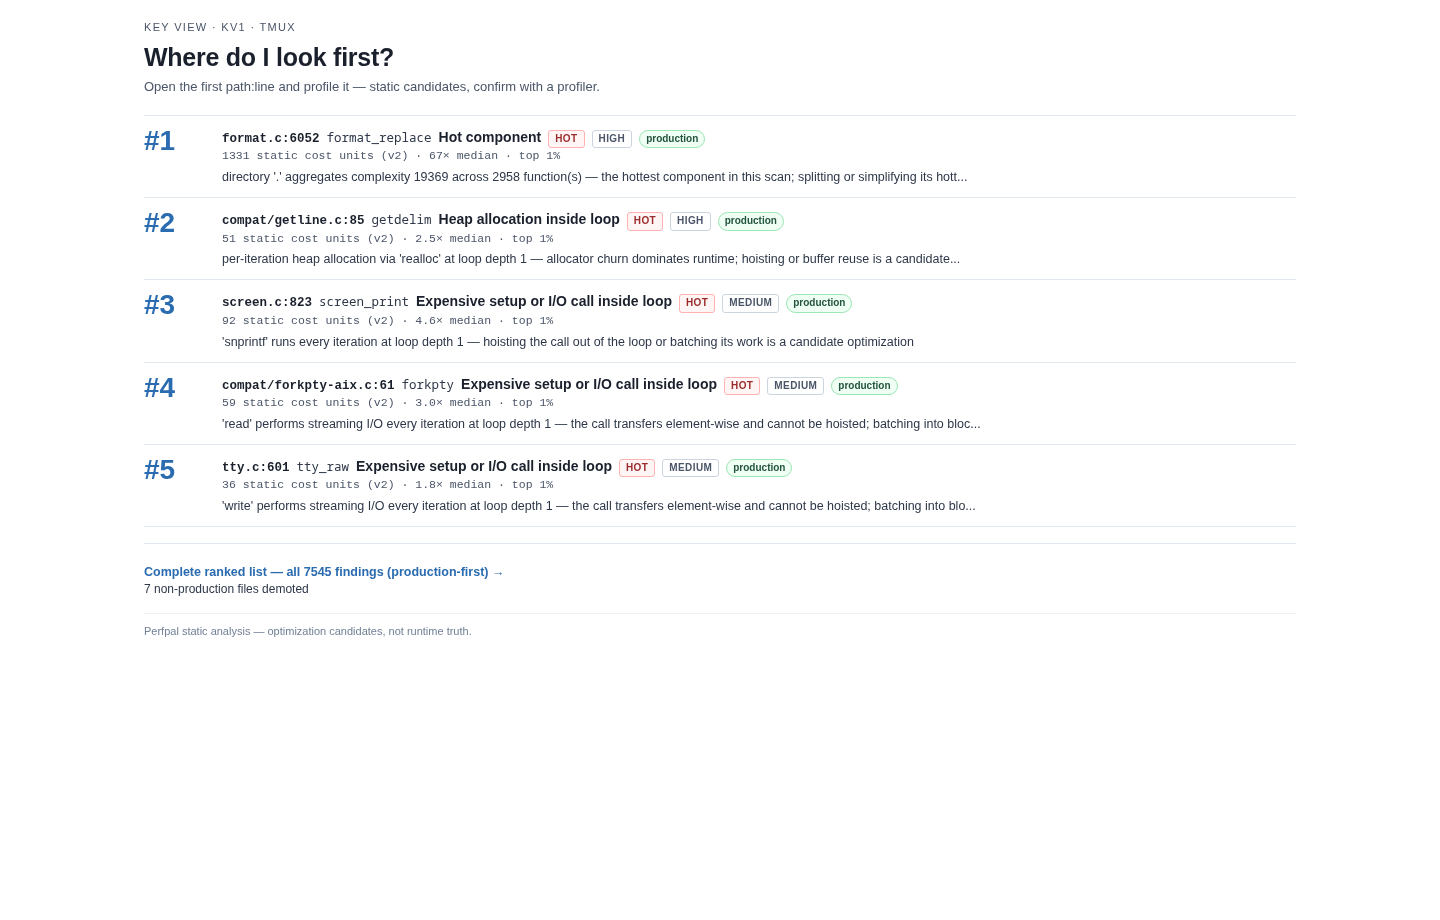 KEY VIEW · KV1 · TMUX
Where do I look first?
Open the first path:line and profile it — static candidates, confirm with a profiler.
#1
format.c:6052 format_replace Hot component HOT HIGH production
1331 static cost units (v2) · 67× median · top 1%
directory '.' aggregates complexity 19369 across 2958 function(s) — the hottest component in this scan; splitting or simplifying its hott...
#2
compat/getline.c:85 getdelim Heap allocation inside loop HOT HIGH production
51 static cost units (v2) · 2.5× median · top 1%
per-iteration heap allocation via 'realloc' at loop depth 1 — allocator churn dominates runtime; hoisting or buffer reuse is a candidate...
#3
screen.c:823 screen_print Expensive setup or I/O call inside loop HOT MEDIUM production
92 static cost units (v2) · 4.6× median · top 1%
'snprintf' runs every iteration at loop depth 1 — hoisting the call out of the loop or batching its work is a candidate optimization
#4
compat/forkpty-aix.c:61 forkpty Expensive setup or I/O call inside loop HOT MEDIUM production
59 static cost units (v2) · 3.0× median · top 1%
'read' performs streaming I/O every iteration at loop depth 1 — the call transfers element-wise and cannot be hoisted; batching into bloc...
#5
tty.c:601 tty_raw Expensive setup or I/O call inside loop HOT MEDIUM production
36 static cost units (v2) · 1.8× median · top 1%
'write' performs streaming I/O every iteration at loop depth 1 — the call transfers element-wise and cannot be hoisted; batching into blo...
Complete ranked list — all 7545 findings (production-first) →
7 non-production files demoted
Perfpal static analysis — optimization candidates, not runtime truth.